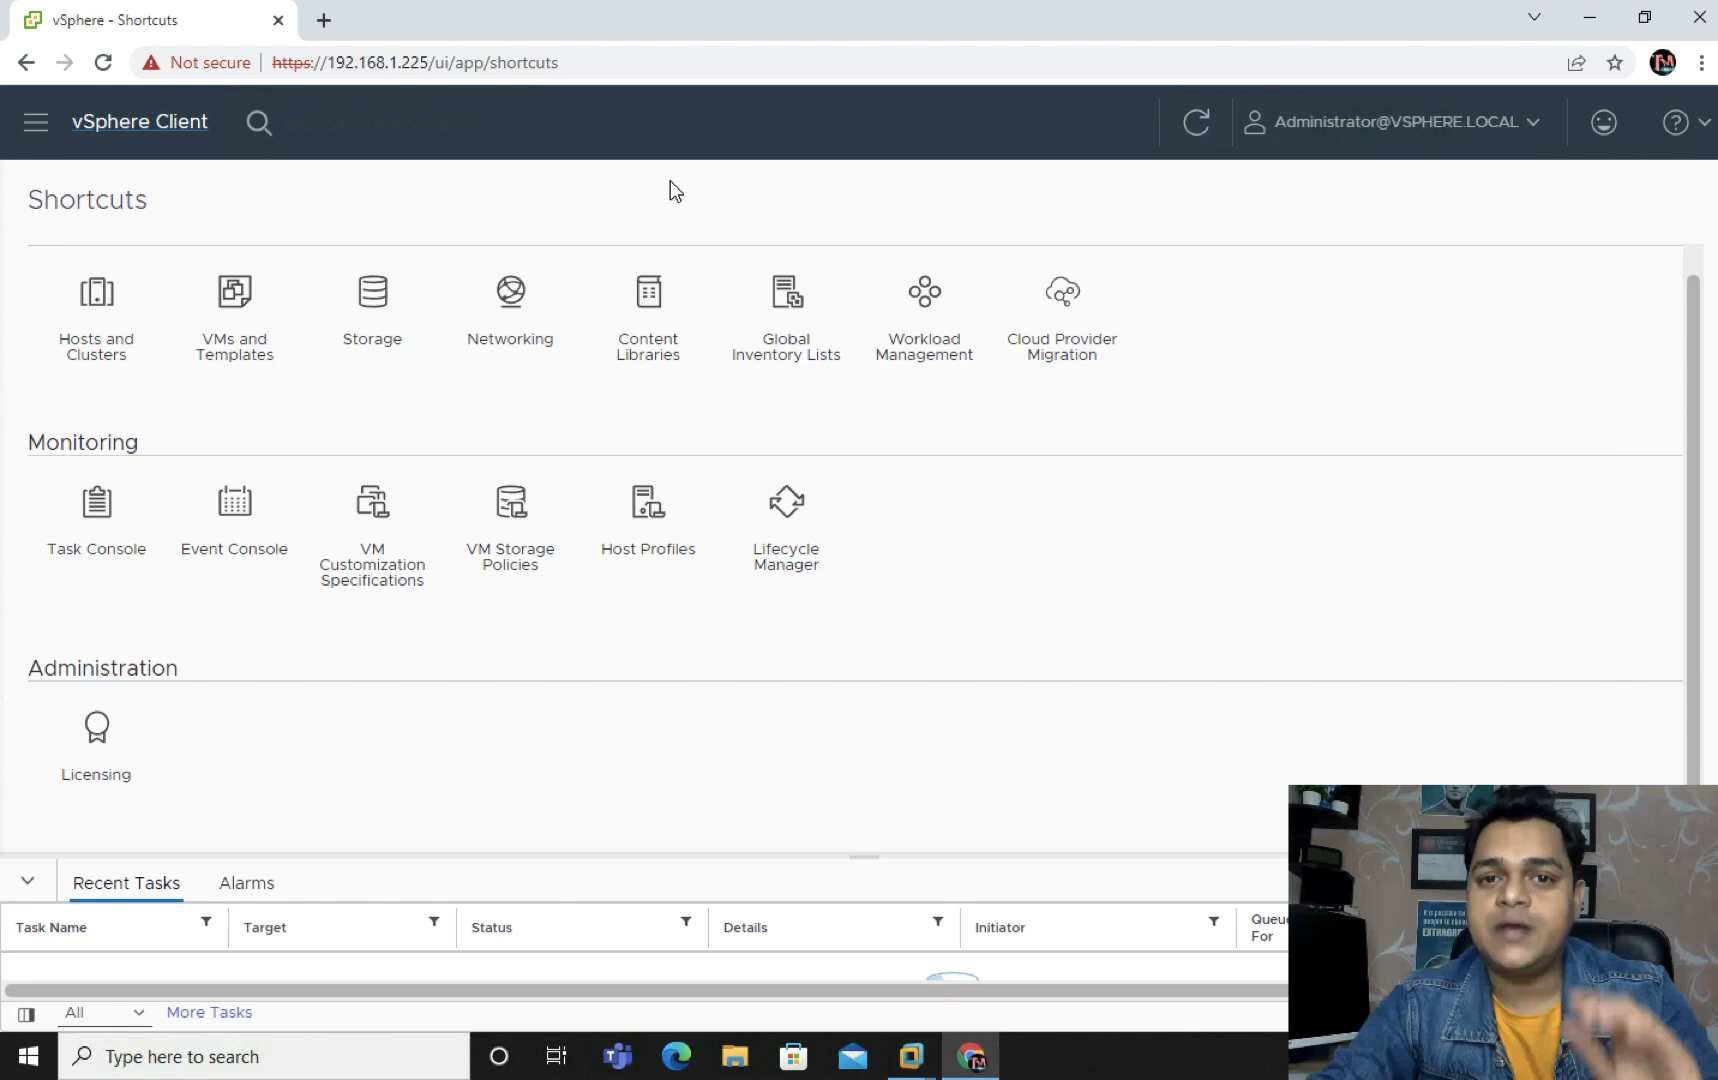 vSphere - Shortcuts
Not secure
https://192.168.1.225/ui/app/shortcuts
TM
vSphere Client
Administrator@VSPHERE.LOCAL
Shortcuts
Hosts and
Clusters
VMs and
Templates
Storage
Networking
Content
Libraries
Global
Inventory Lists
Workload
Management
Cloud Provider
Migration
Monitoring
Task Console
Event Console
VM
Customization
Specifications
VM Storage
Policies
Host Profiles
Lifecycle
Manager
Administration
Licensing
Recent Tasks
Alarms
Task Name
Target
Status
Details
Initiator
For
All
More Tasks
Type here to search